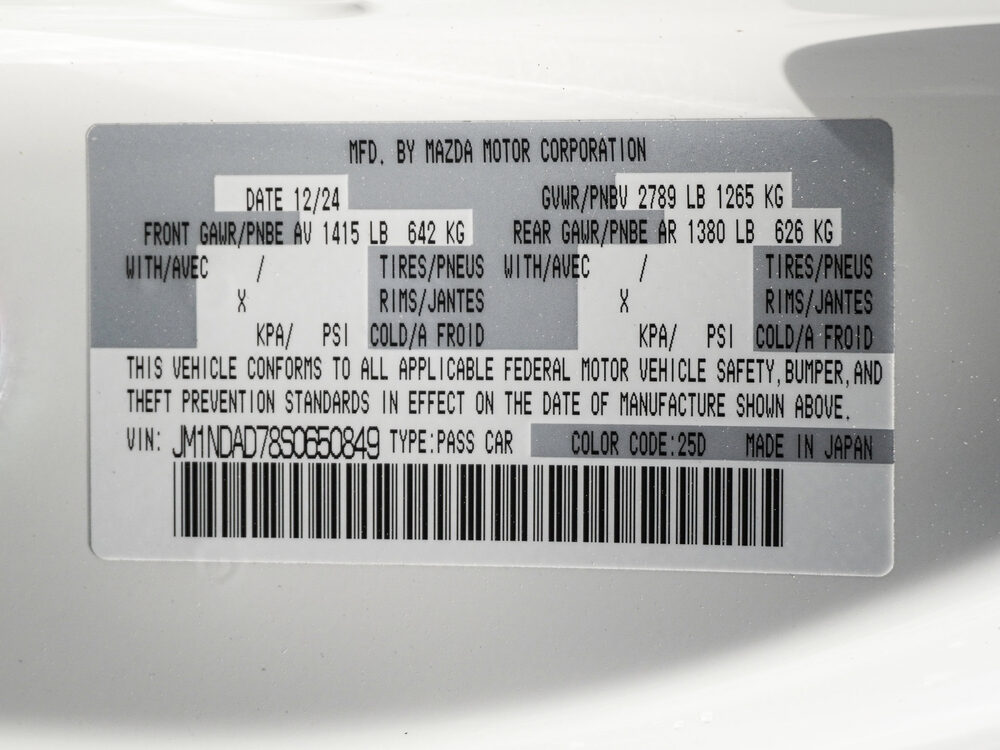 MFD. BY MAZDA MOTOR CORPORATION
DATE 12/24 GVWR/PNBV 2789 LB 1265 KG
FRONT GAWR/PNBE AV 1415 LB 642 KG REAR GAWR/PNBE AR 1380 LB 626 KG
WITH/AVEC / TIRES/PNEUS WITH/AVEC / TIRES/PNEUS
X RIMS/JANTES X RIMS/JANTES
KPA/ PSI COLD/A FROID KPA/ PSI COLD/A FROID
THIS VEHICLE CONFORMS TO ALL APPLICABLE FEDERAL MOTOR VEHICLE SAFETY, BUMPER, AND
THEFT PREVENTION STANDARDS IN EFFECT ON THE DATE OF MANUFACTURE SHOWN ABOVE.
VIN: JM1NDAD78S0650849 TYPE:PASS CAR COLOR CODE:25D MADE IN JAPAN